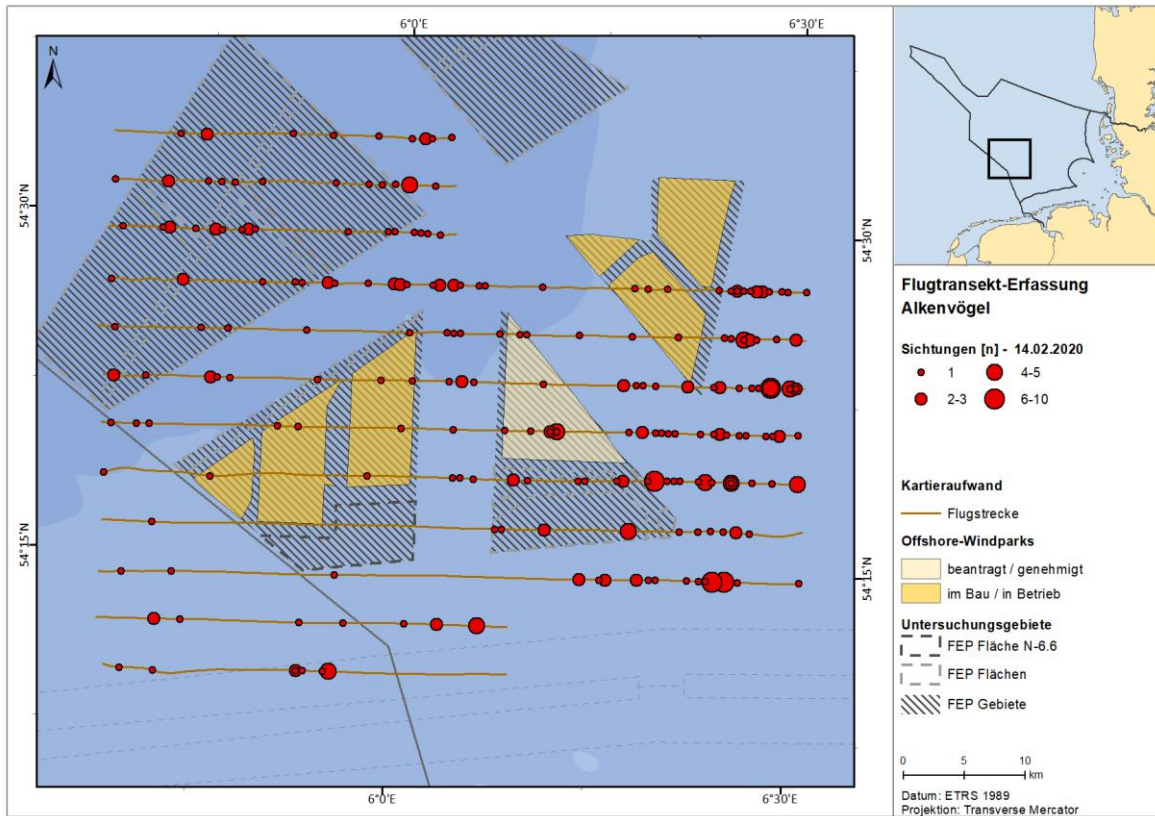 6°0'E
6°30'E
N
54°30'N
54°30'N
54°15'N
54°15'N
6°0'E
6°30'E
Flugtransekt-Erfassung
Alkenvögel
Sichtungen [n] - 14.02.2020
1
4-5
2-3
6-10
Kartieraufwand
Flugstrecke
Offshore-Windparks
beantragt / genehmigt
im Bau / in Betrieb
Untersuchungsgebiete
FEP Fläche N-6.6
FEP Flächen
FEP Gebiete
0 5 10
km
Datum: ETRS 1989
Projektion: Transverse Mercator